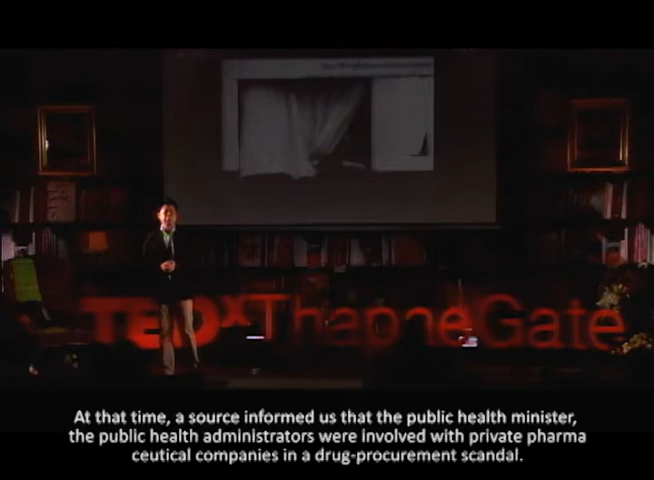 TEDxThapaeGate
At that time, a source informed us that the public health minister,
the public health administrators were involved with private pharma
ceutical companies in a drug-procurement scandal.